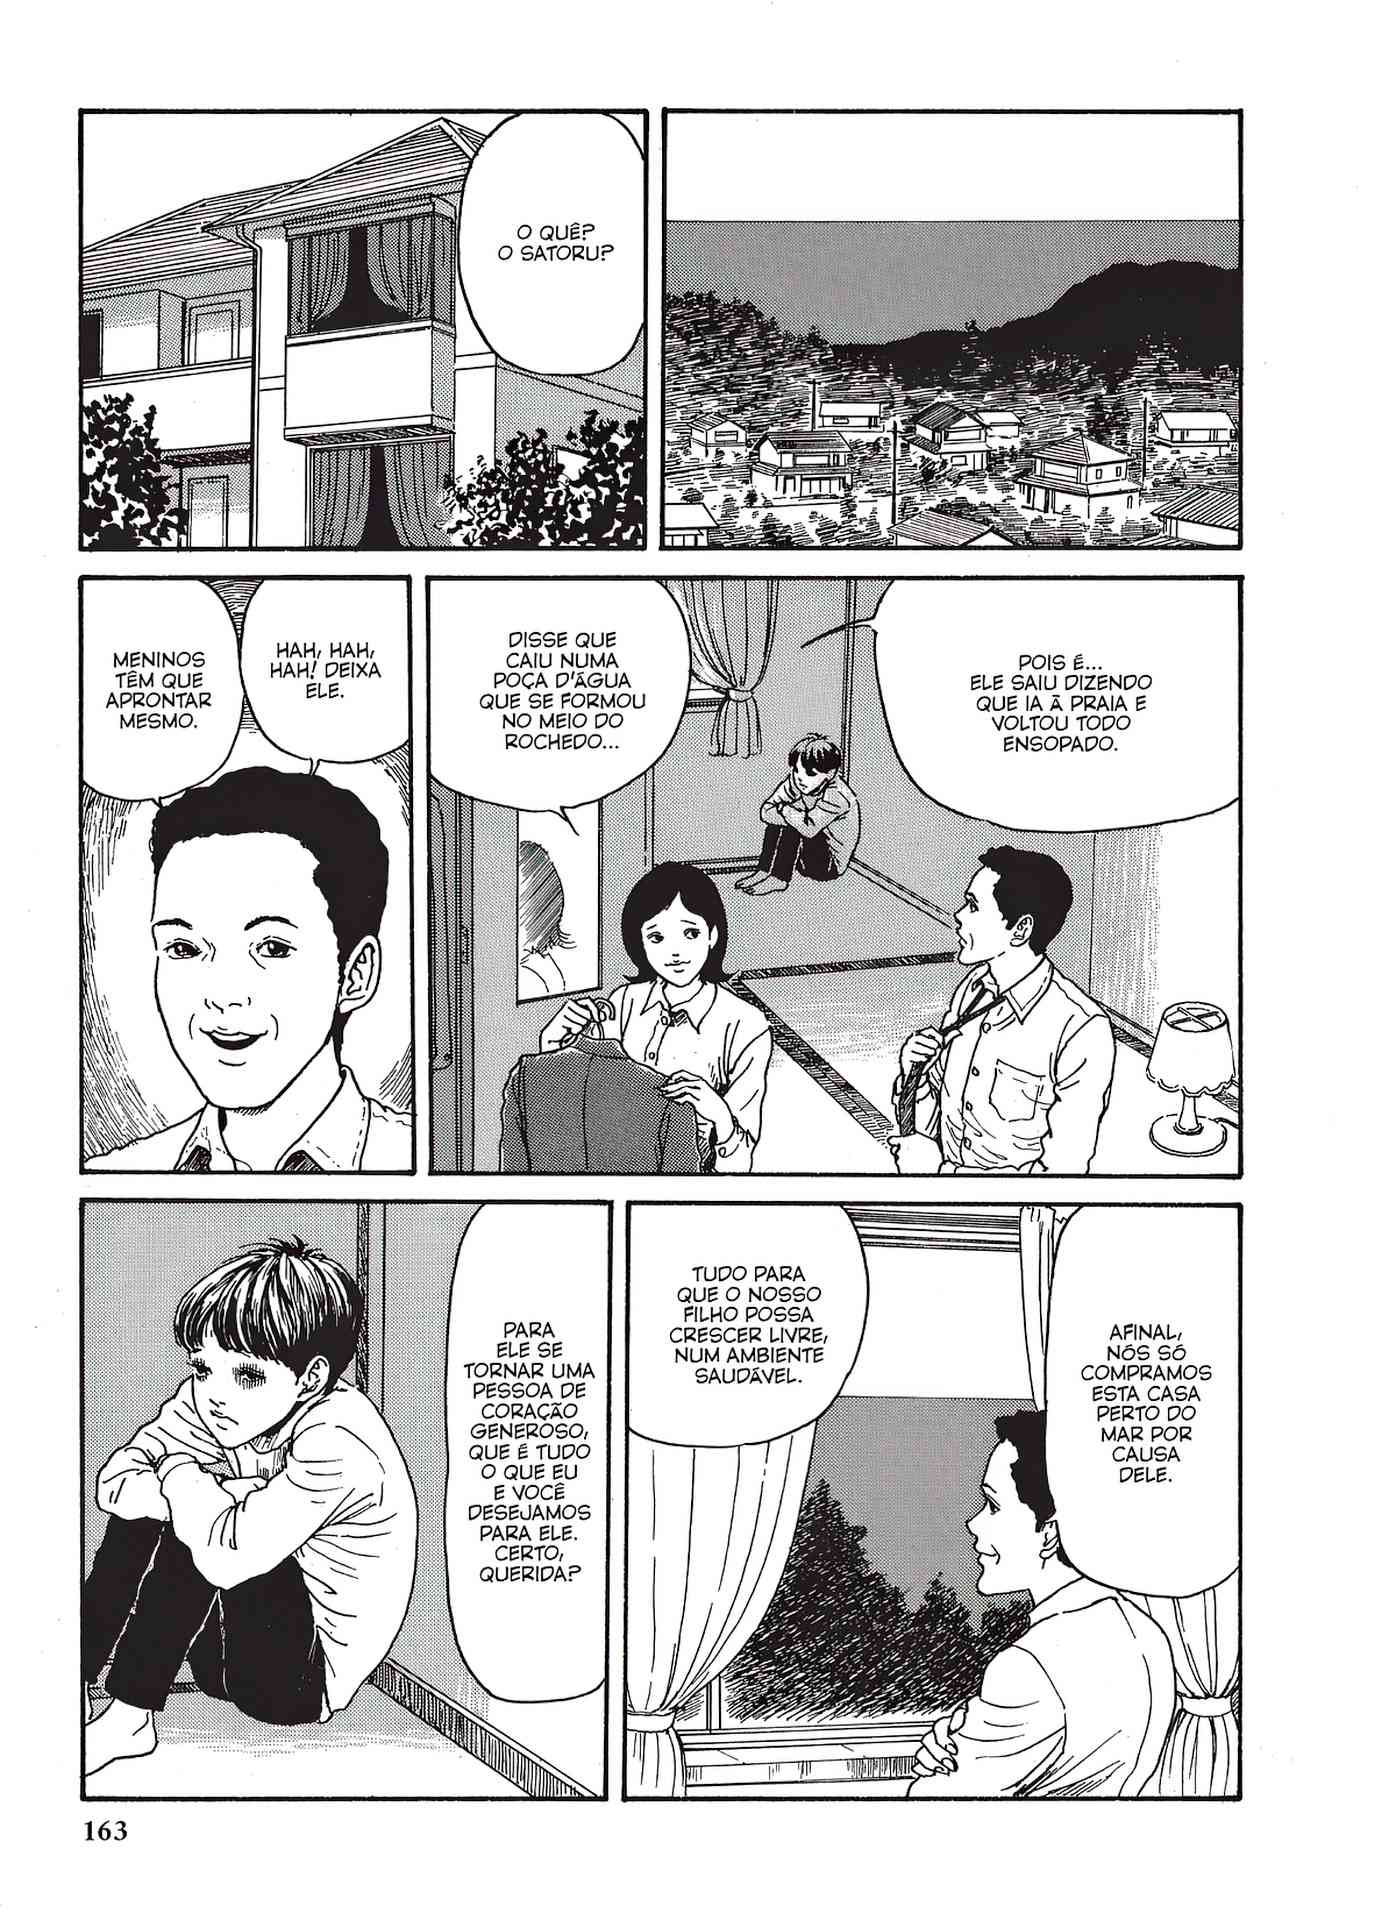 O QUÊ?
O SATORU?
POIS É...
ELE SAIU DIZENDO
QUE IA À PRAIA E
VOLTOU TODO
ENSOPADO.
DISSE QUE
CAIU NUMA
POÇA D'ÁGUA
QUE SE FORMOU
NO MEIO DO
ROCHEDO...
HAH, HAH,
HAH! DEIXA
ELE.
MENINOS
TÊM QUE
APRONTAR
MESMO.
AFINAL,
NÓS SÓ
COMPRAMOS
ESTA CASA
PERTO DO
MAR POR
CAUSA
DELE.
TUDO PARA
QUE O NOSSO
FILHO POSSA
CRESCER LIVRE,
NUM AMBIENTE
SAUDÁVEL.
PARA
ELE SE
TORNAR UMA
PESSOA DE
CORAÇÃO
GENEROSO,
QUE É TUDO
O QUE EU
E VOCÊ
DESEJAMOS
PARA ELE.
CERTO,
QUERIDA?
163